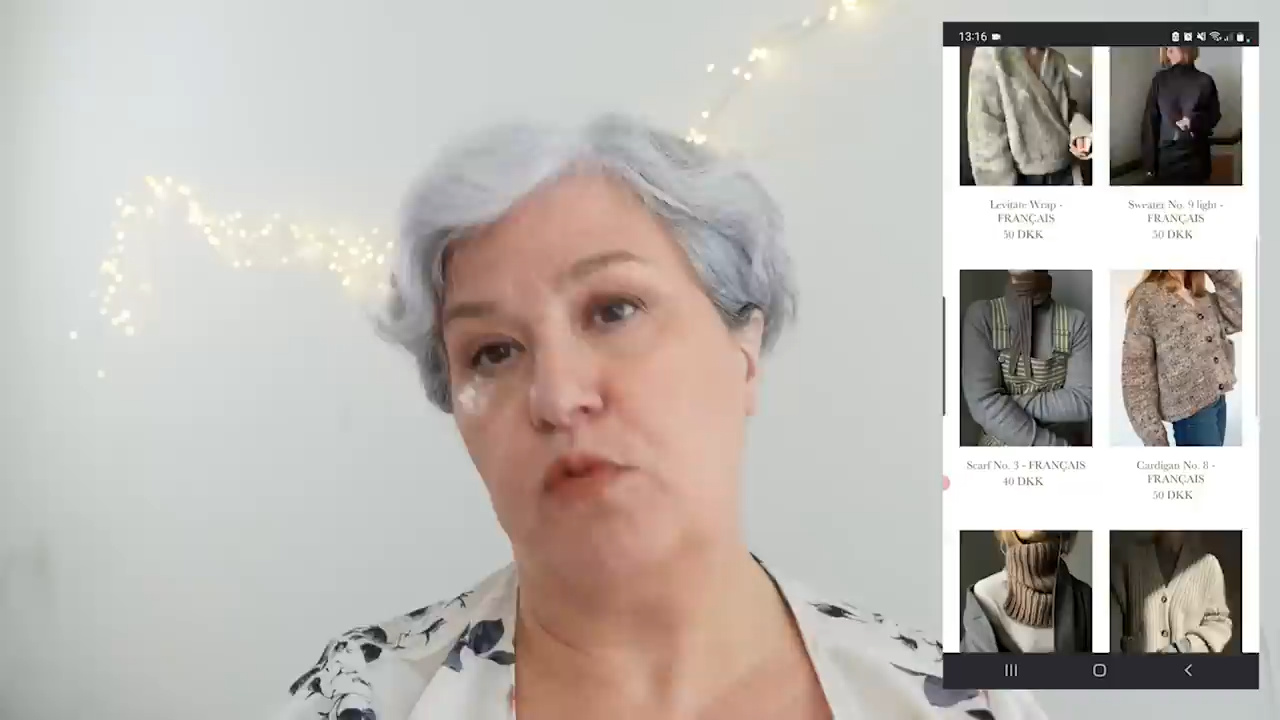 13:16
Levitate Wrap -
FRANÇAIS
50 DKK
Sweater No. 9 light -
FRANÇAIS
50 DKK
Scarf No. 3 - FRANÇAIS
40 DKK
Cardigan No. 8 -
FRANÇAIS
50 DKK